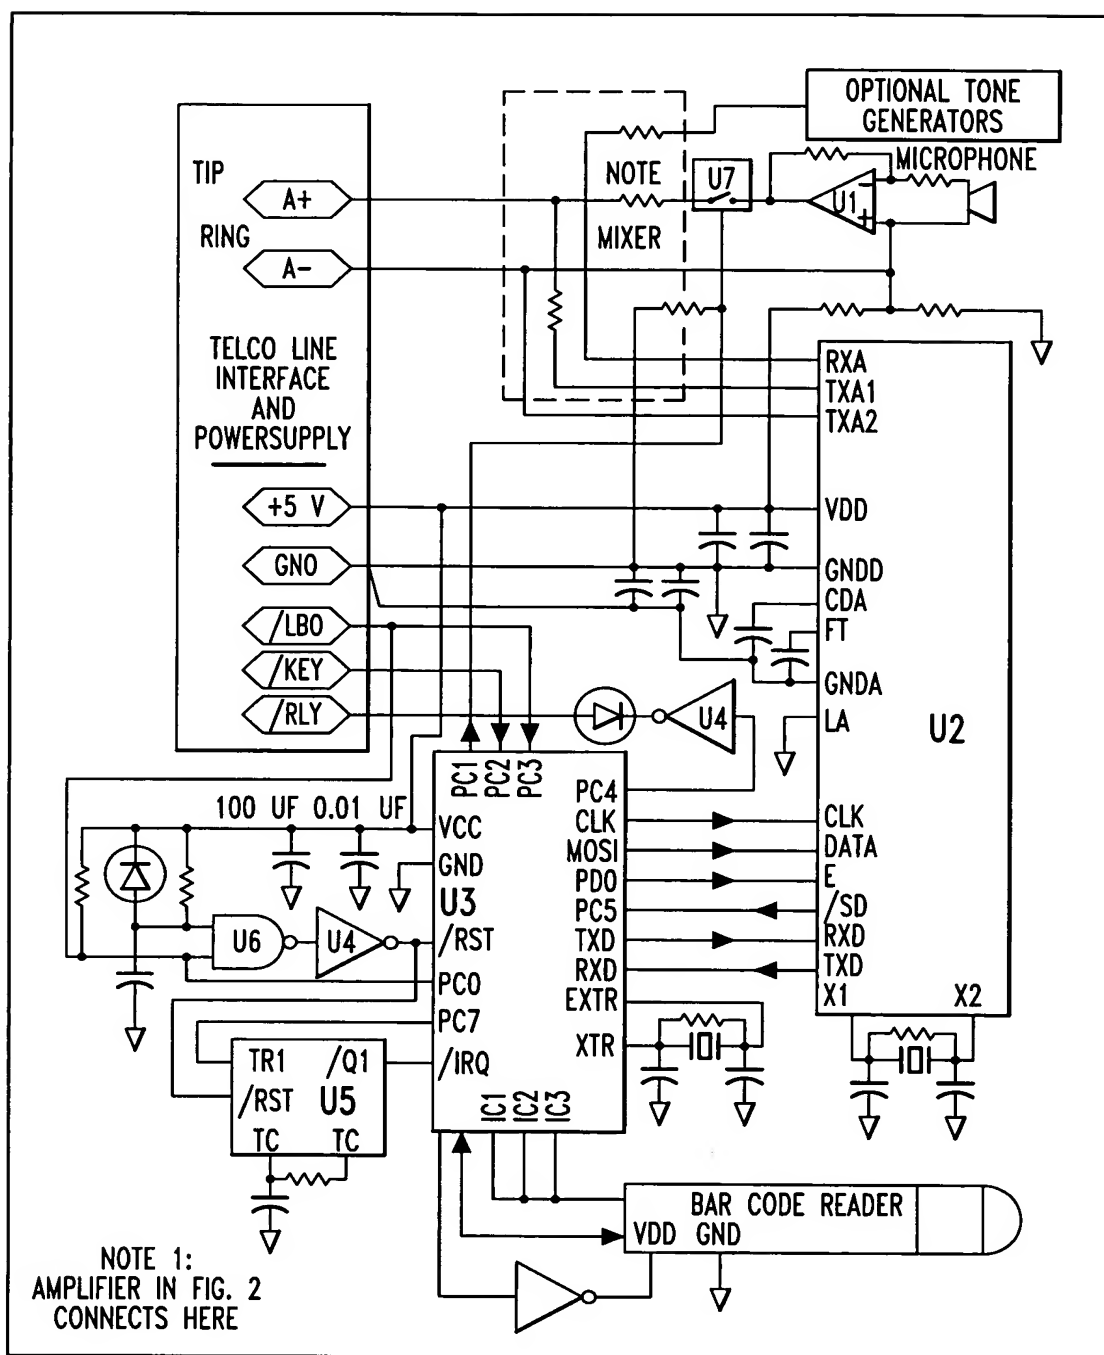 OPTIONAL TONE
GENERATORS
MICROPHONE
TIP
A+
NOTE
U7
U1
RING
MIXER
A-
TELCO LINE
INTERFACE
AND
POWERSUPPLY
RXA
TXA1
TXA2
+5 V
VDD
GNO
GNDD
CDA
/LBO
FT
/KEY
GNDA
/RLY
U4
LA
U2
PC1
PC2
PC3
PC4
100 UF 0.01 UF
VCC
CLK
CLK
GND
MOSI
DATA
U3
PD0
E
U6
U4
/RST
PC5
/SD
TXD
RXD
PC0
RXD
TXD
PC7
EXTR
X1
X2
TR1
/Q1
/IRQ
XTR
/RST
U5
IC1
IC2
IC3
TC
TC
BAR CODE READER
VDD GND
NOTE 1:
AMPLIFIER IN FIG. 2
CONNECTS HERE